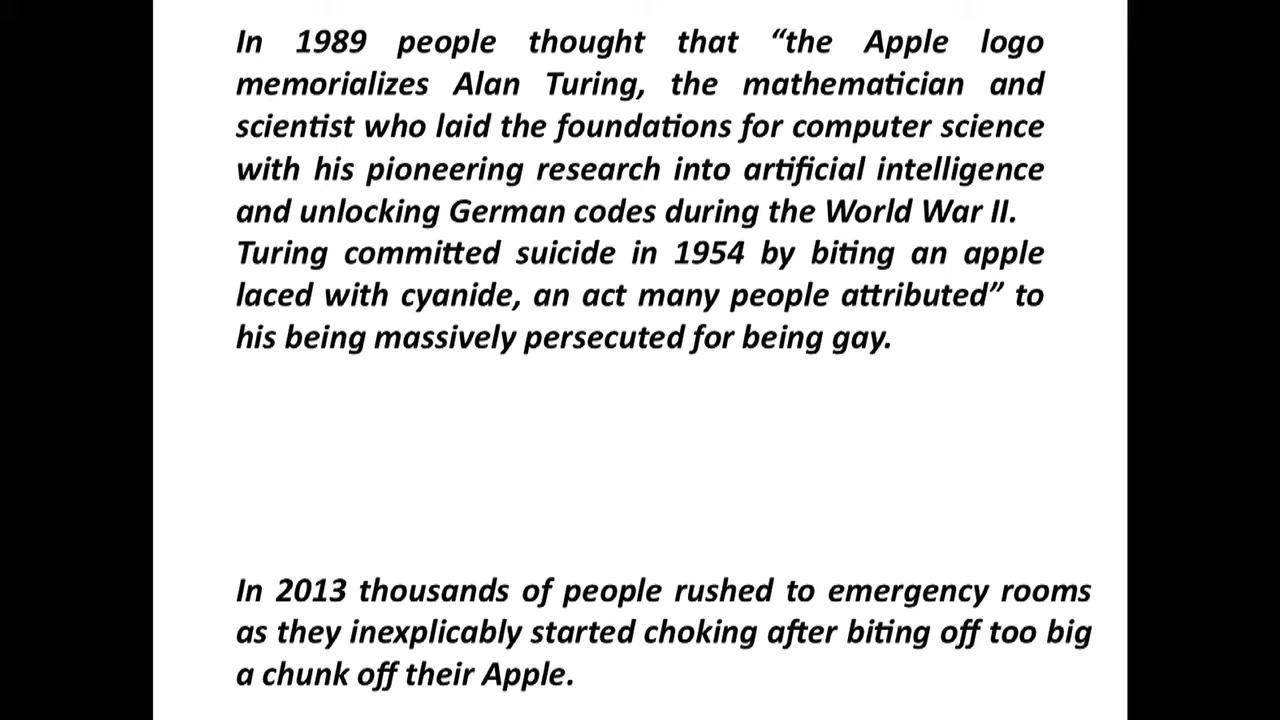 In 1989 people thought that “the Apple logo
memorializes Alan Turing, the mathematician and
scientist who laid the foundations for computer science
with his pioneering research into artificial intelligence
and unlocking German codes during the World War II.
Turing committed suicide in 1954 by biting an apple
laced with cyanide, an act many people attributed” to
his being massively persecuted for being gay.
In 2013 thousands of people rushed to emergency rooms
as they inexplicably started choking after biting off too big
a chunk off their Apple.